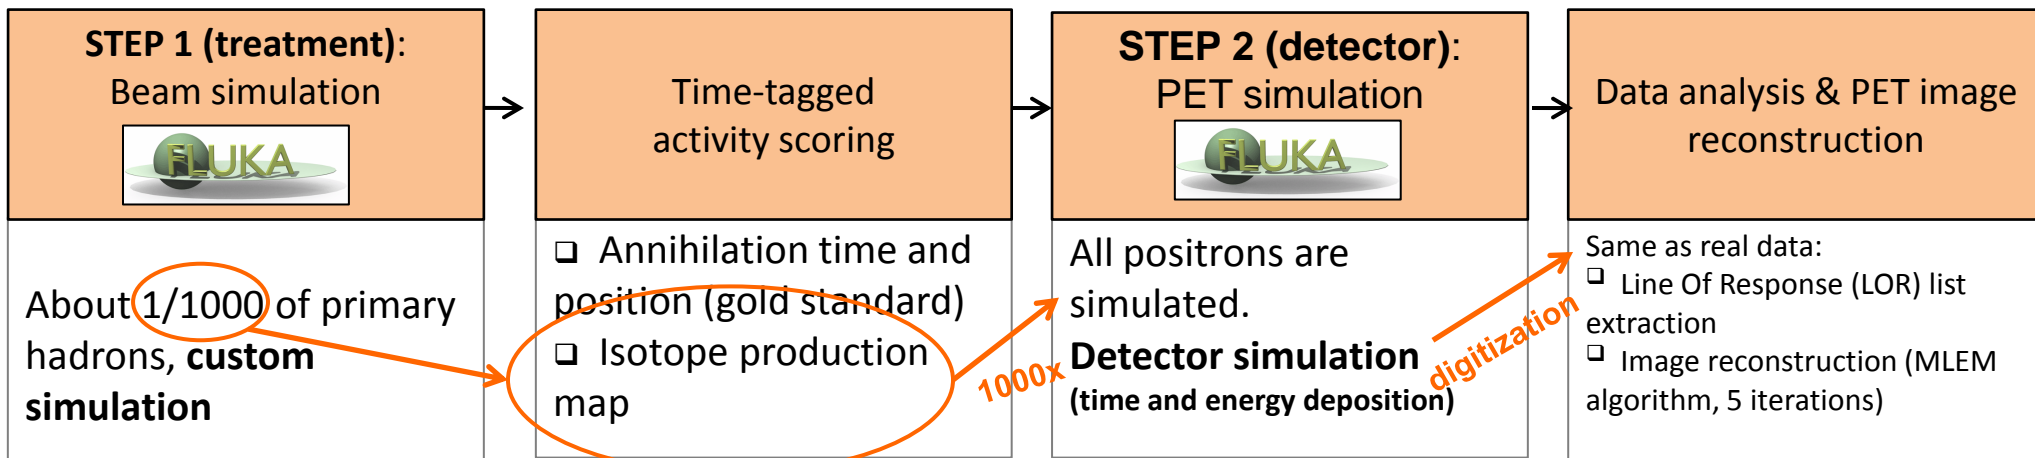 STEP 1 (treatment):
Beam simulation
FLUKA
About 1/1000 of primary
hadrons, custom
simulation
Time-tagged
activity scoring
❑ Annihilation time and
position (gold standard)
❑ Isotope production
map
1000x
STEP 2 (detector):
PET simulation
FLUKA
All positrons are
simulated.
Detector simulation
(time and energy deposition)
digitization
Data analysis & PET image
reconstruction
Same as real data:
❑ Line Of Response (LOR) list
extraction
❑ Image reconstruction (MLEM
algorithm, 5 iterations)